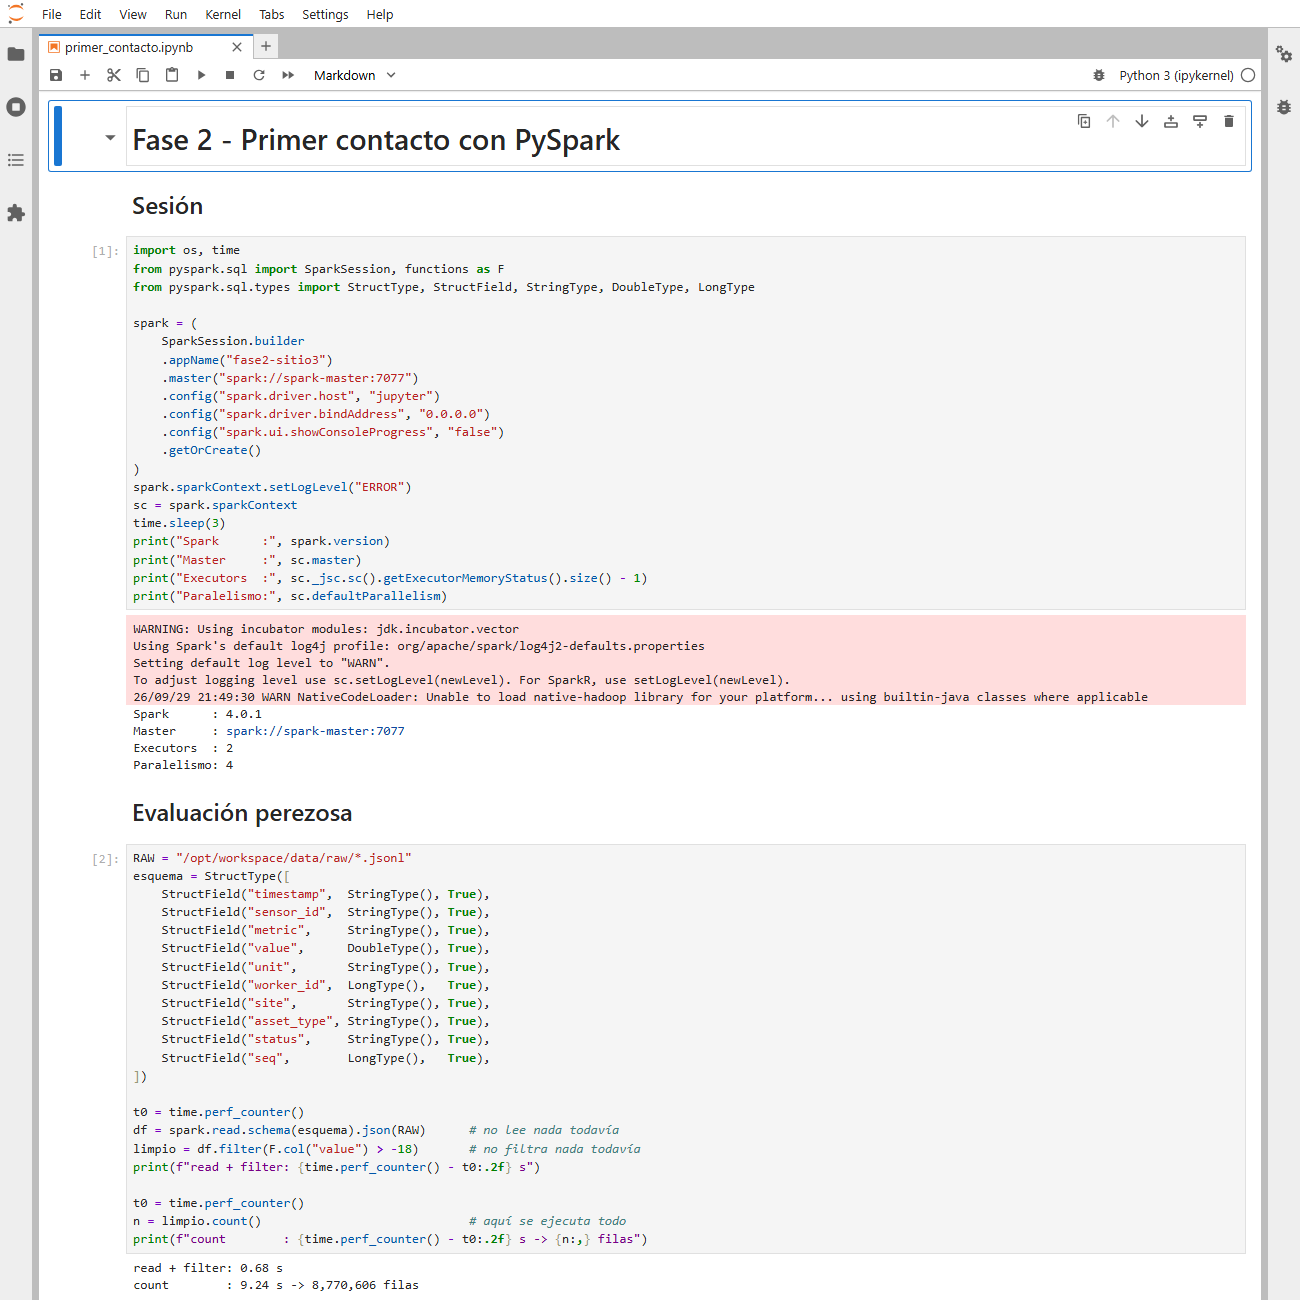 File Edit View Run Kernel Tabs Settings Help
primer_contacto.ipynb
Markdown
Python 3 (ipykernel)
Fase 2 - Primer contacto con PySpark
Sesión
[1]:
import os, time
from pyspark.sql import SparkSession, functions as F
from pyspark.sql.types import StructType, StructField, StringType, DoubleType, LongType
spark = (
    SparkSession.builder
    .appName("fase2-sitio3")
    .master("spark://spark-master:7077")
    .config("spark.driver.host", "jupyter")
    .config("spark.driver.bindAddress", "0.0.0.0")
    .config("spark.ui.showConsoleProgress", "false")
    .getOrCreate()
)
spark.sparkContext.setLogLevel("ERROR")
sc = spark.sparkContext
time.sleep(3)
print("Spark      :", spark.version)
print("Master     :", sc.master)
print("Executors  :", sc._jsc.sc().getExecutorMemoryStatus().size() - 1)
print("Paralelismo:", sc.defaultParallelism)
WARNING: Using incubator modules: jdk.incubator.vector
Using Spark's default log4j profile: org/apache/spark/log4j2-defaults.properties
Setting default log level to "WARN".
To adjust logging level use sc.setLogLevel(newLevel). For SparkR, use setLogLevel(newLevel).
26/09/29 21:49:30 WARN NativeCodeLoader: Unable to load native-hadoop library for your platform... using builtin-java classes where applicable
Spark      : 4.0.1
Master     : spark://spark-master:7077
Executors  : 2
Paralelismo: 4
Evaluación perezosa
[2]:
RAW = "/opt/workspace/data/raw/*.jsonl"
esquema = StructType([
    StructField("timestamp",  StringType(), True),
    StructField("sensor_id",  StringType(), True),
    StructField("metric",     StringType(), True),
    StructField("value",      DoubleType(), True),
    StructField("unit",       StringType(), True),
    StructField("worker_id",  LongType(),   True),
    StructField("site",       StringType(), True),
    StructField("asset_type", StringType(), True),
    StructField("status",     StringType(), True),
    StructField("seq",        LongType(),   True),
])
t0 = time.perf_counter()
df = spark.read.schema(esquema).json(RAW)      # no lee nada todavía
limpio = df.filter(F.col("value") > -18)       # no filtra nada todavía
print(f"read + filter: {time.perf_counter() - t0:.2f} s")
t0 = time.perf_counter()
n = limpio.count()                             # aquí se ejecuta todo
print(f"count        : {time.perf_counter() - t0:.2f} s -> {n:,} filas")
read + filter: 0.68 s
count        : 9.24 s -> 8,770,606 filas